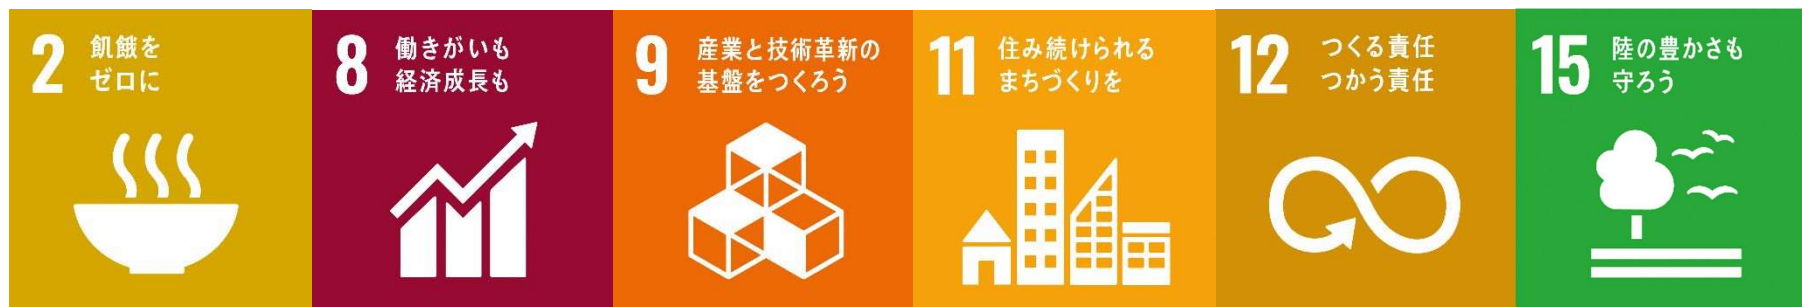 2 飢餓を
ゼロに
8 働きがいも
経済成長も
9 産業と技術革新の
基盤をつくろう
11 住み続けられる
まちづくりを
12 つくる責任
つかう責任
15 陸の豊かさも
守ろう